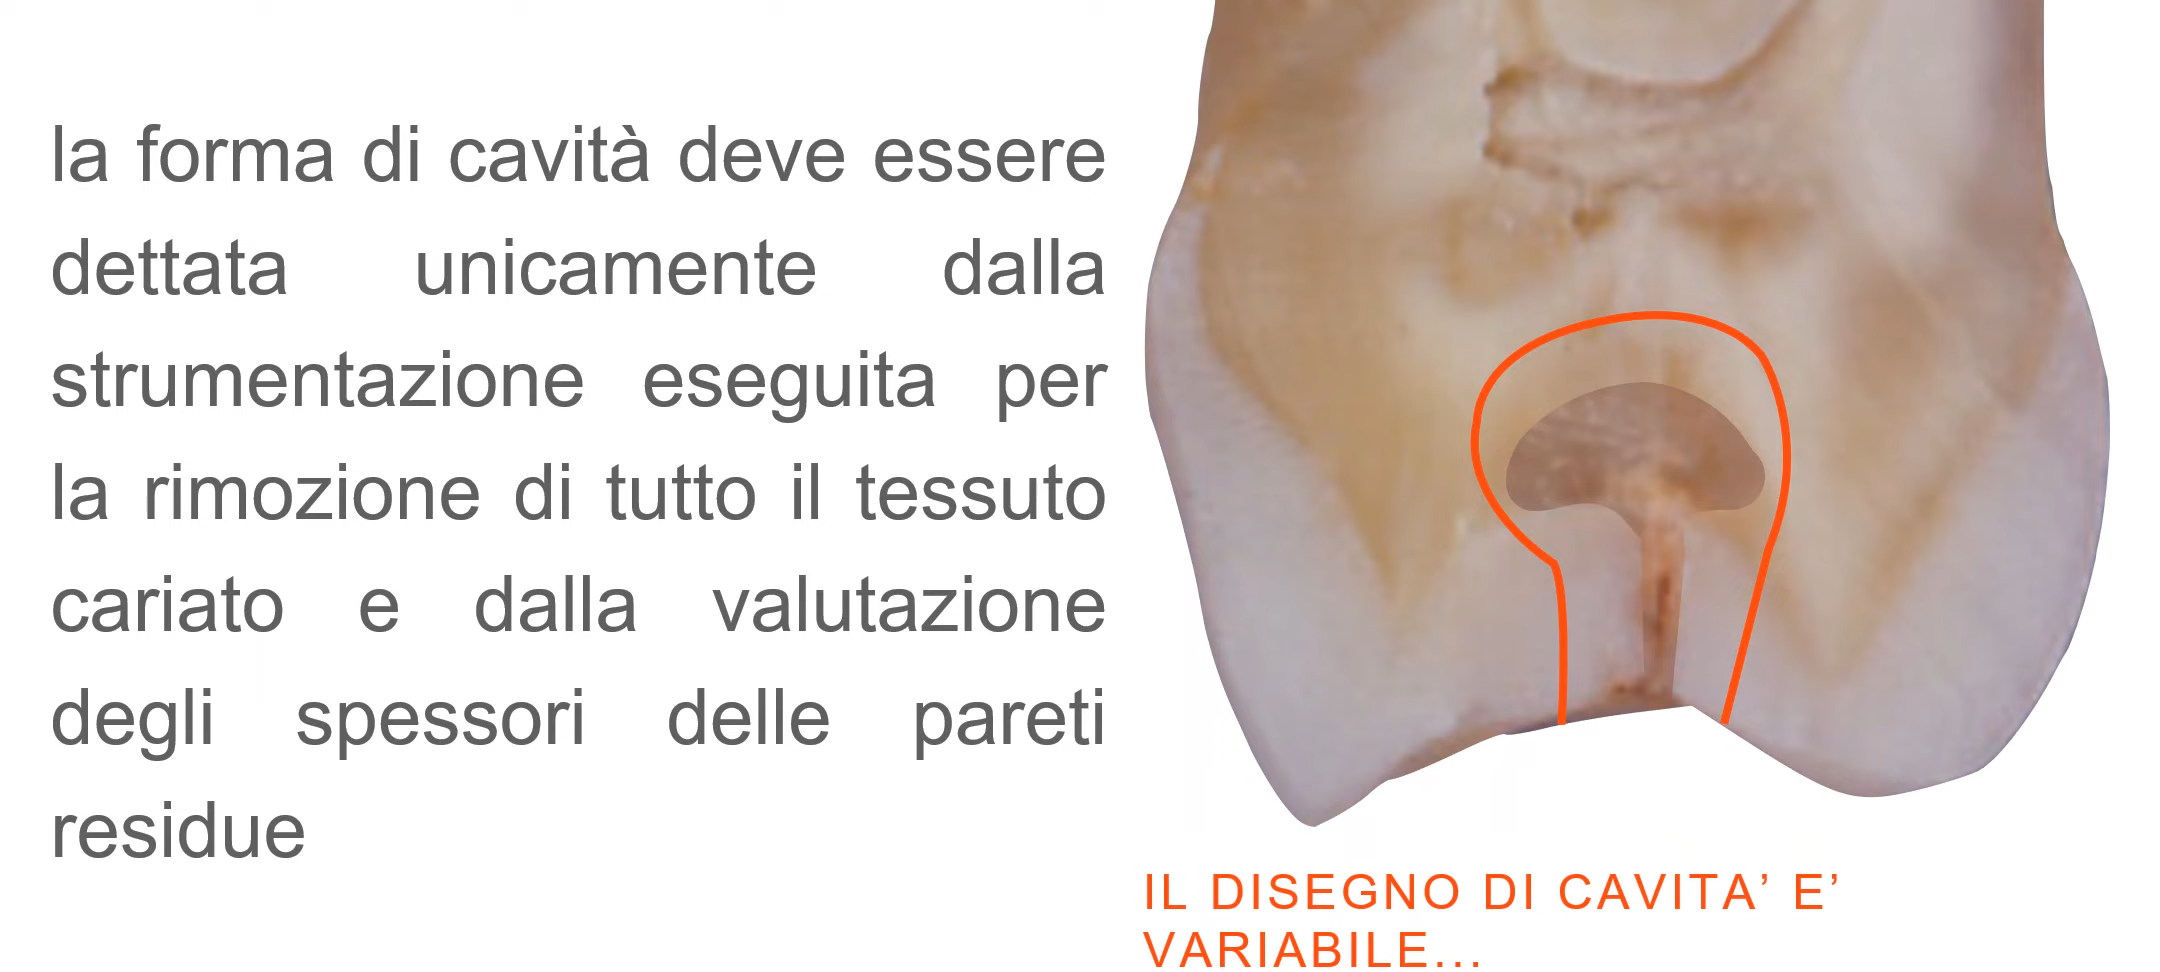 la forma di cavità deve essere
dettata unicamente dalla
strumentazione eseguita per
la rimozione di tutto il tessuto
cariato e dalla valutazione
degli spessori delle pareti
residue
IL DISEGNO DI CAVITA’ E’
VARIABILE...